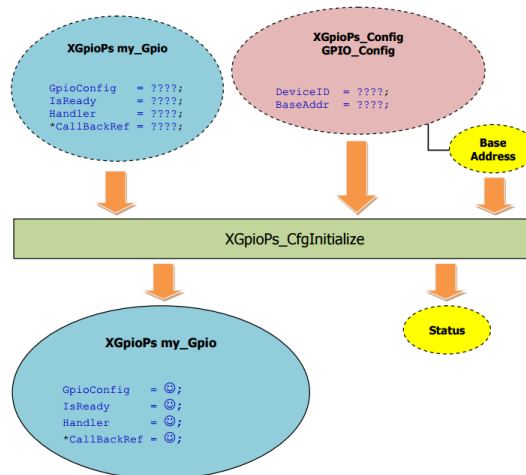 XGpioPs my_Gpio
GpioConfig = ????;
IsReady = ????;
Handler = ????;
*CallBackRef = ????;
XGpioPs_Config
GPIO_Config
DeviceID = ????;
BaseAddr = ????;
Base
Address
XGpioPs_CfgInitialize
XGpioPs my_Gpio
GpioConfig = ☺;
IsReady = ☺;
Handler = ☺;
*CallBackRef = ☺;
Status